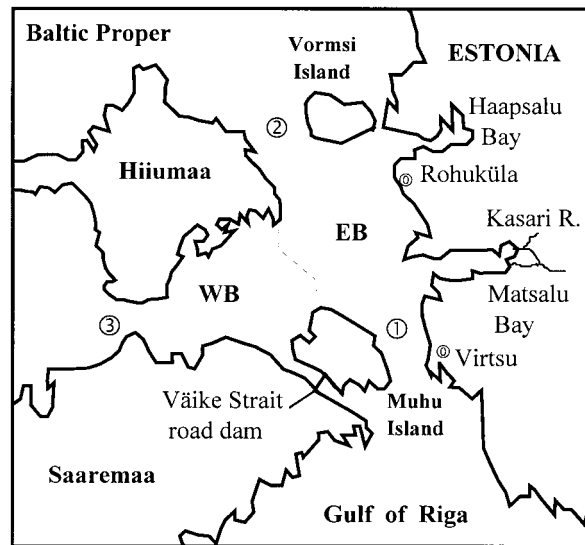 Baltic Proper
Vormsi
Island
ESTONIA
Haapsalu
Bay
②
Hiiumaa
Rohuküla
Kasari R.
EB
WB
Matsalu
Bay
③
①
Virtsu
Väike Strait
road dam
Muhu
Island
Saaremaa
Gulf of Riga